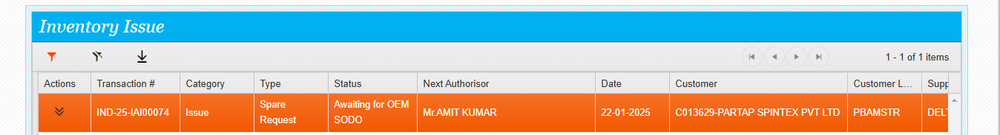 Inventory Issue
1 - 1 of 1 items
Actions Transaction # Category Type Status Next Authorisor Date Customer Customer L... Supp
IND-25-IAI00074 Issue Spare Request Awaiting for OEM SODO Mr.AMIT KUMAR 22-01-2025 C013629-PARTAP SPINTEX PVT LTD PBAMSTR DELT